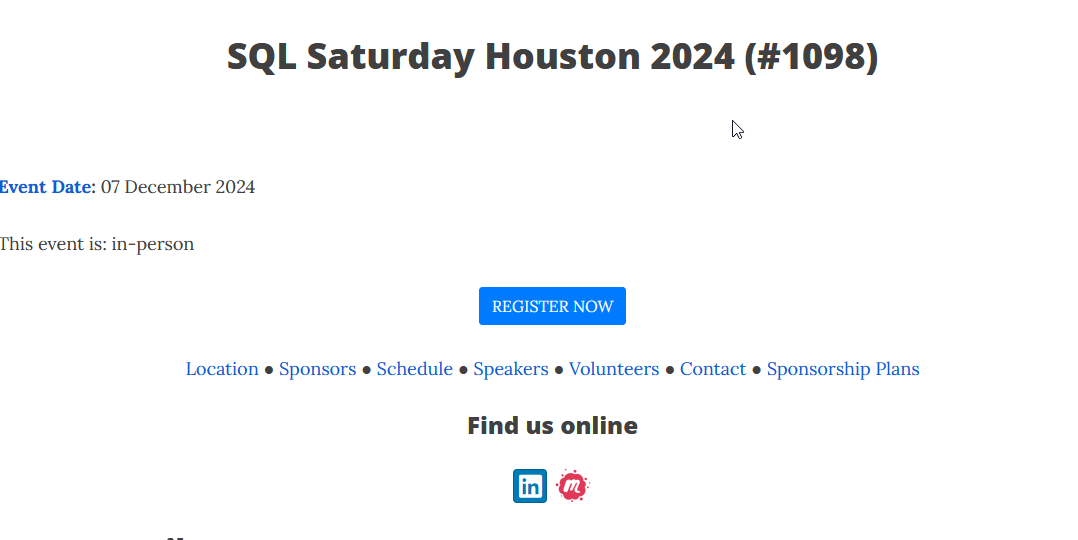 SQL Saturday Houston 2024 (#1098)
Event Date: 07 December 2024
This event is: in-person
REGISTER NOW
Location ● Sponsors ● Schedule ● Speakers ● Volunteers ● Contact ● Sponsorship Plans
Find us online
in m